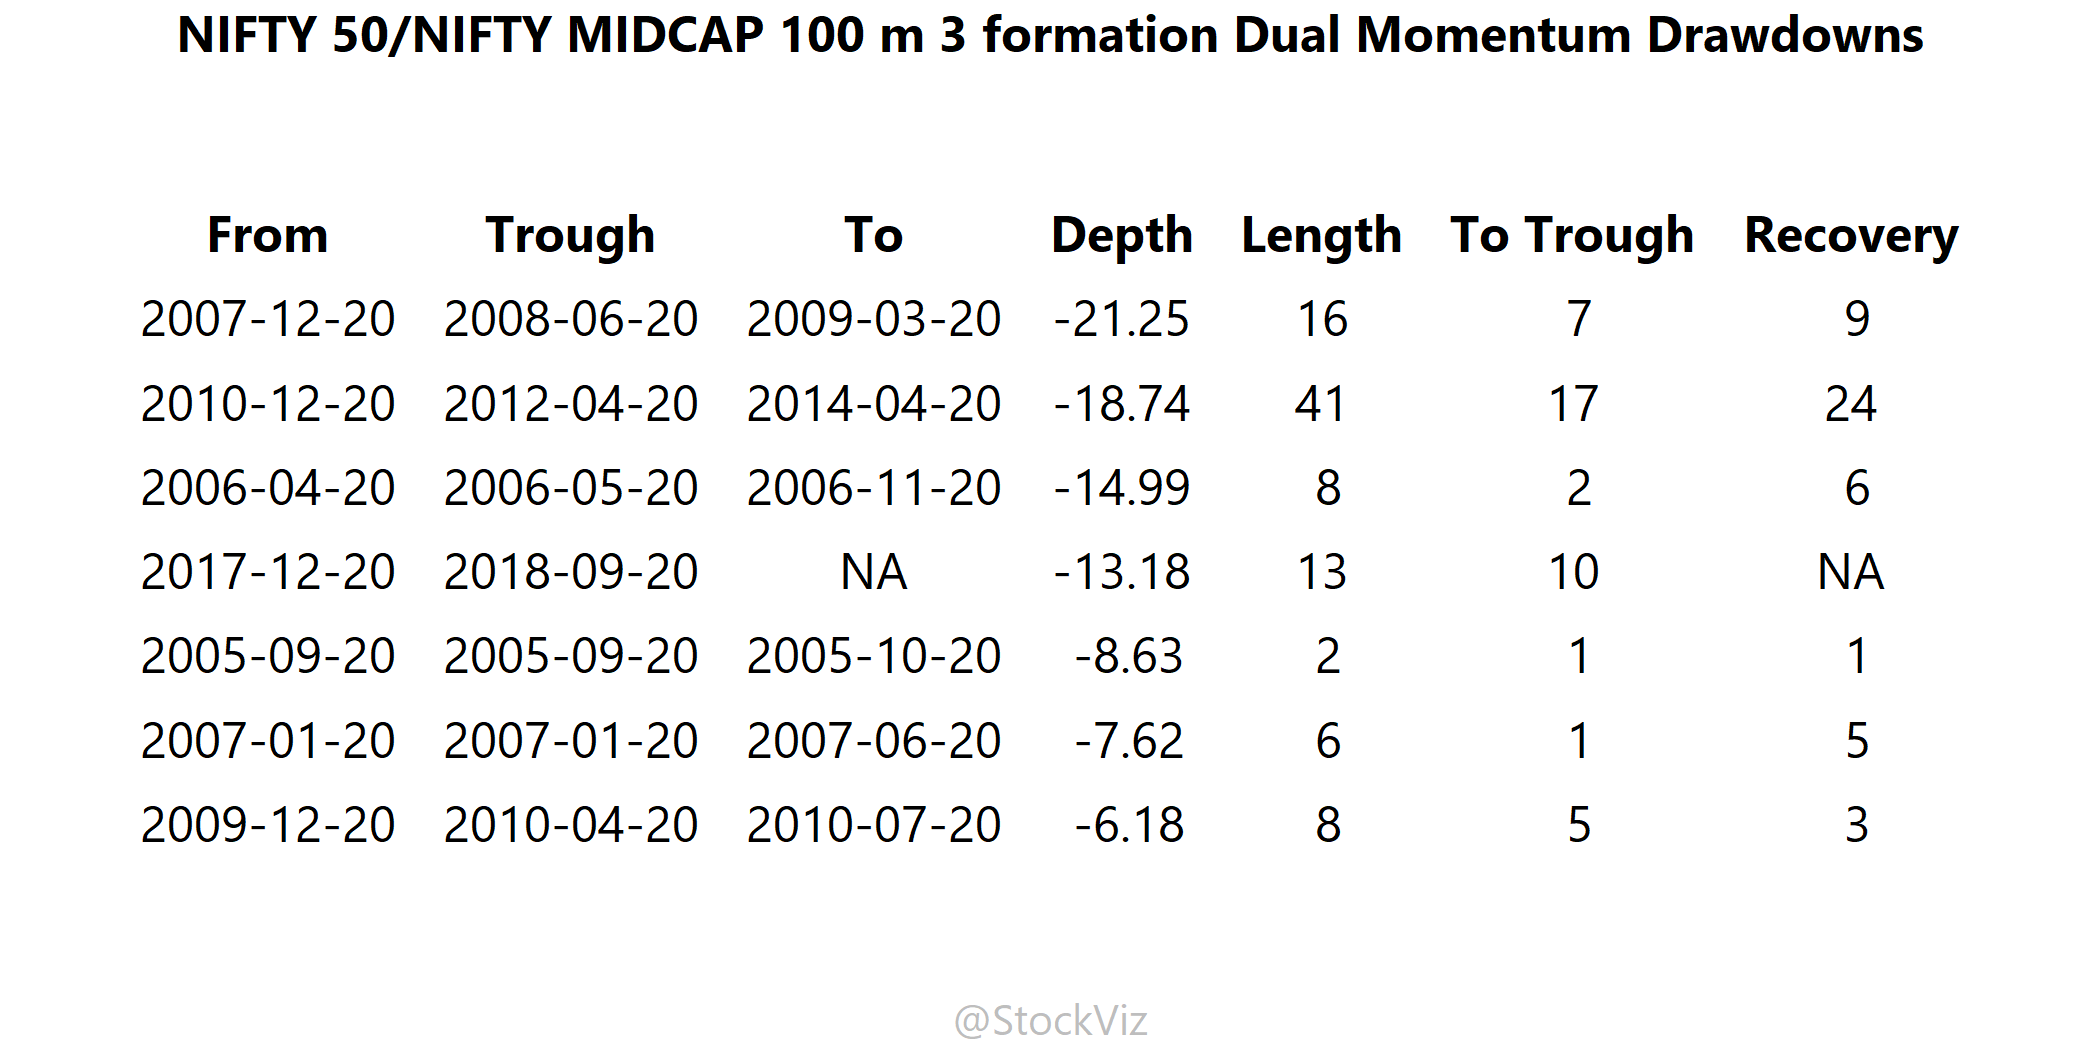 NIFTY 50/NIFTY MIDCAP 100 m 3 formation Dual Momentum Drawdowns
From Trough To Depth Length To Trough Recovery
2007-12-20 2008-06-20 2009-03-20 -21.25 16 7 9
2010-12-20 2012-04-20 2014-04-20 -18.74 41 17 24
2006-04-20 2006-05-20 2006-11-20 -14.99 8 2 6
2017-12-20 2018-09-20 NA -13.18 13 10 NA
2005-09-20 2005-09-20 2005-10-20 -8.63 2 1 1
2007-01-20 2007-01-20 2007-06-20 -7.62 6 1 5
2009-12-20 2010-04-20 2010-07-20 -6.18 8 5 3
@StockViz